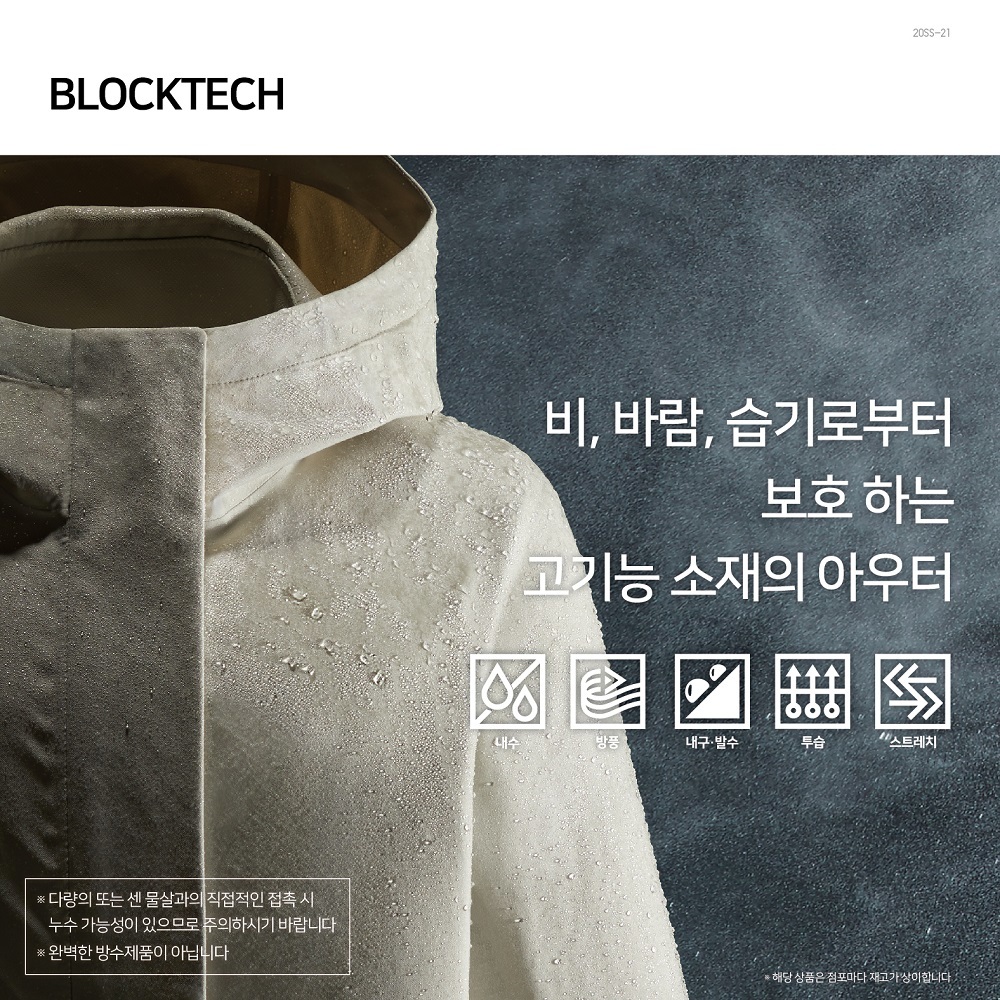 20SS-21
BLOCKTECH
비, 바람, 습기로부터
보호 하는
고기능 소재의 아우터
내수 방풍 내구·발수 투습 스트레치
※ 다량의 또는 센 물살과의 직접적인 접촉 시
누수 가능성이 있으므로 주의하시기 바랍니다
※ 완벽한 방수제품이 아닙니다
※ 해당 상품은 점포마다 재고가 상이합니다